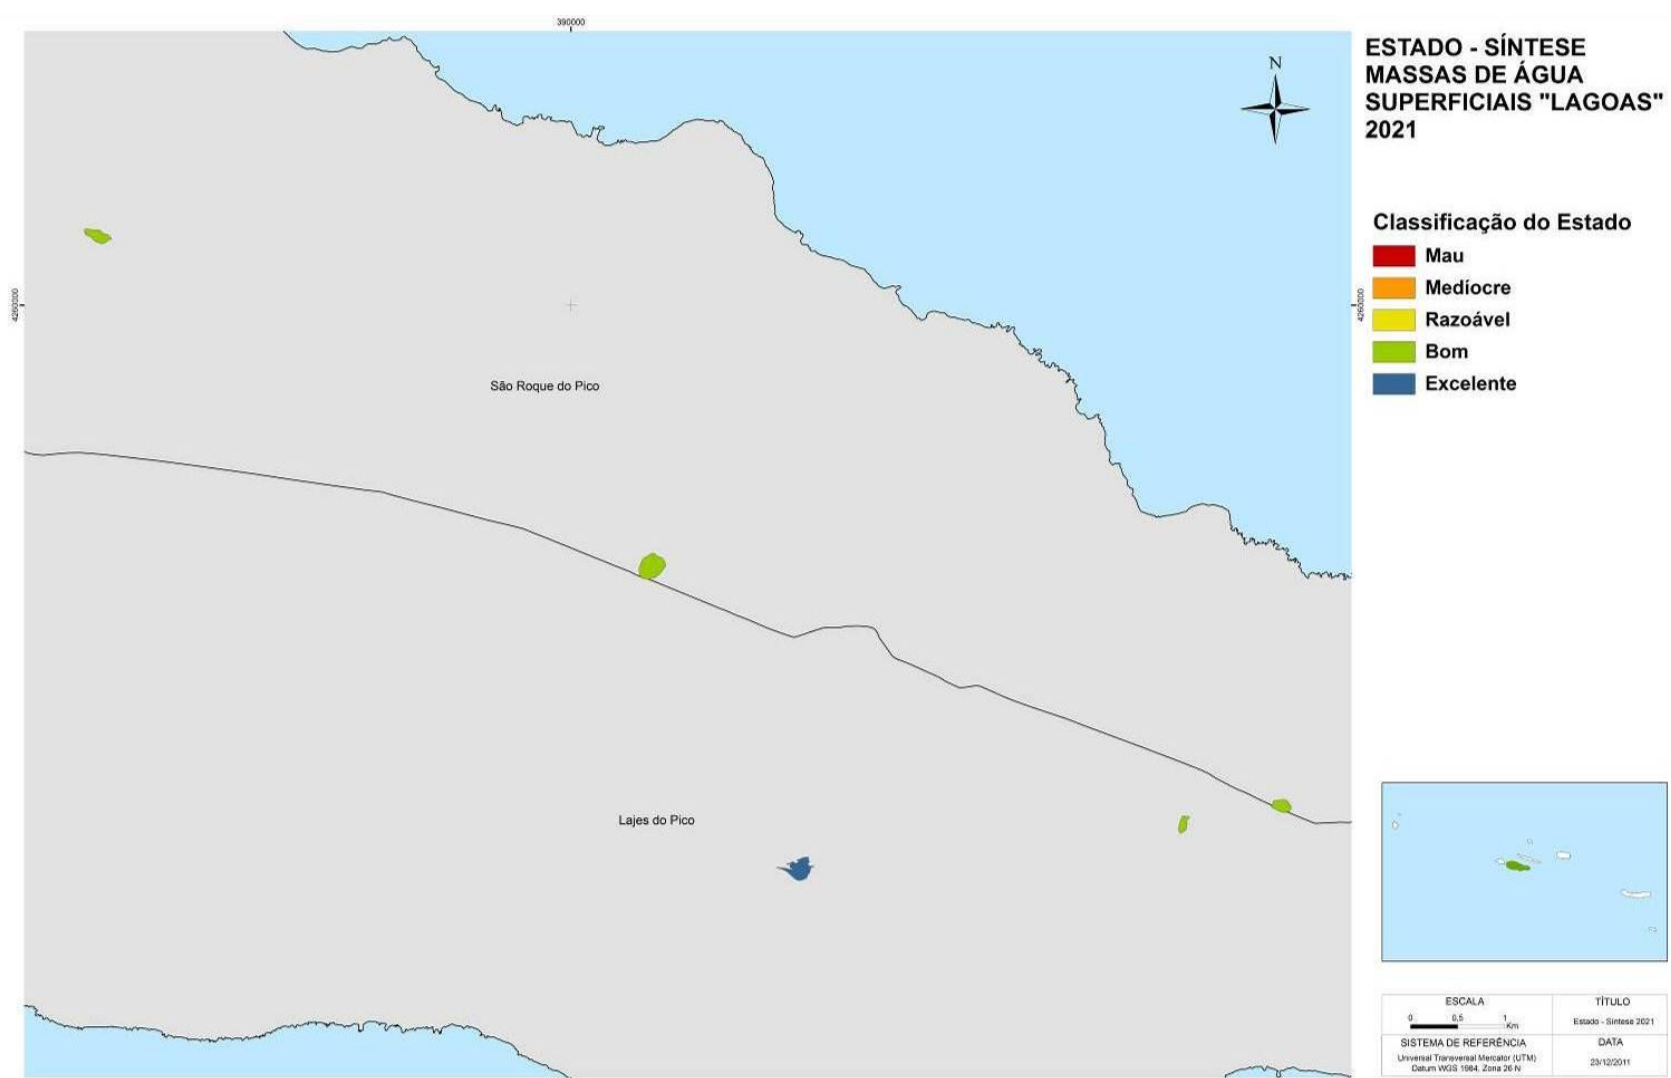 390000
N
4260000
4260000
São Roque do Pico
Lajes do Pico
ESTADO - SÍNTESE
MASSAS DE ÁGUA
SUPERFICIAIS "LAGOAS"
2021
Classificação do Estado
Mau
Medíocre
Razoável
Bom
Excelente
ESCALA
0 0,5 1
Km
TÍTULO
Estado - Síntese 2021
SISTEMA DE REFERÊNCIA
Universal Transversal Mercator (UTM)
Datum WGS 1984, Zona 26 N
DATA
23/12/2011